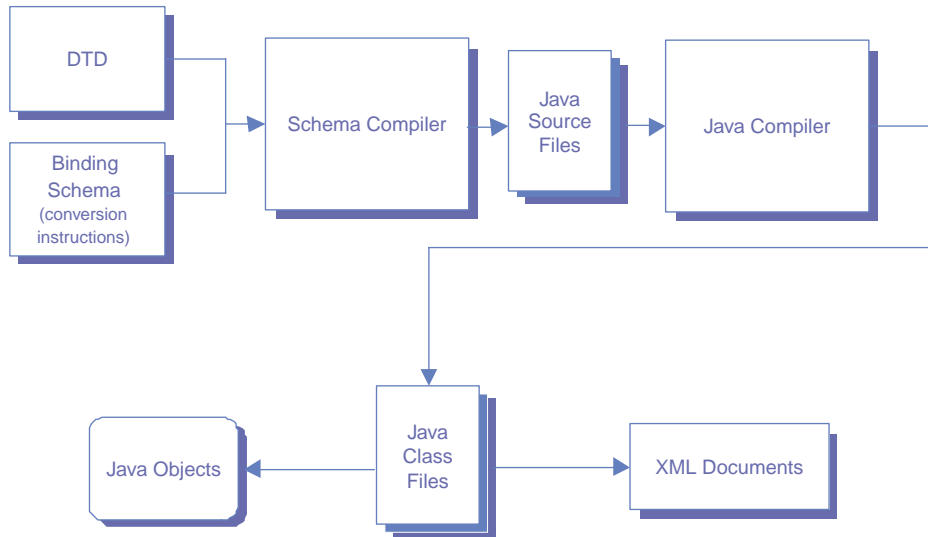 DTD
Binding
Schema
(conversion
instructions)
Schema Compiler
Java
Source
Files
Java Compiler
Java Objects
Java
Class
Files
XML Documents